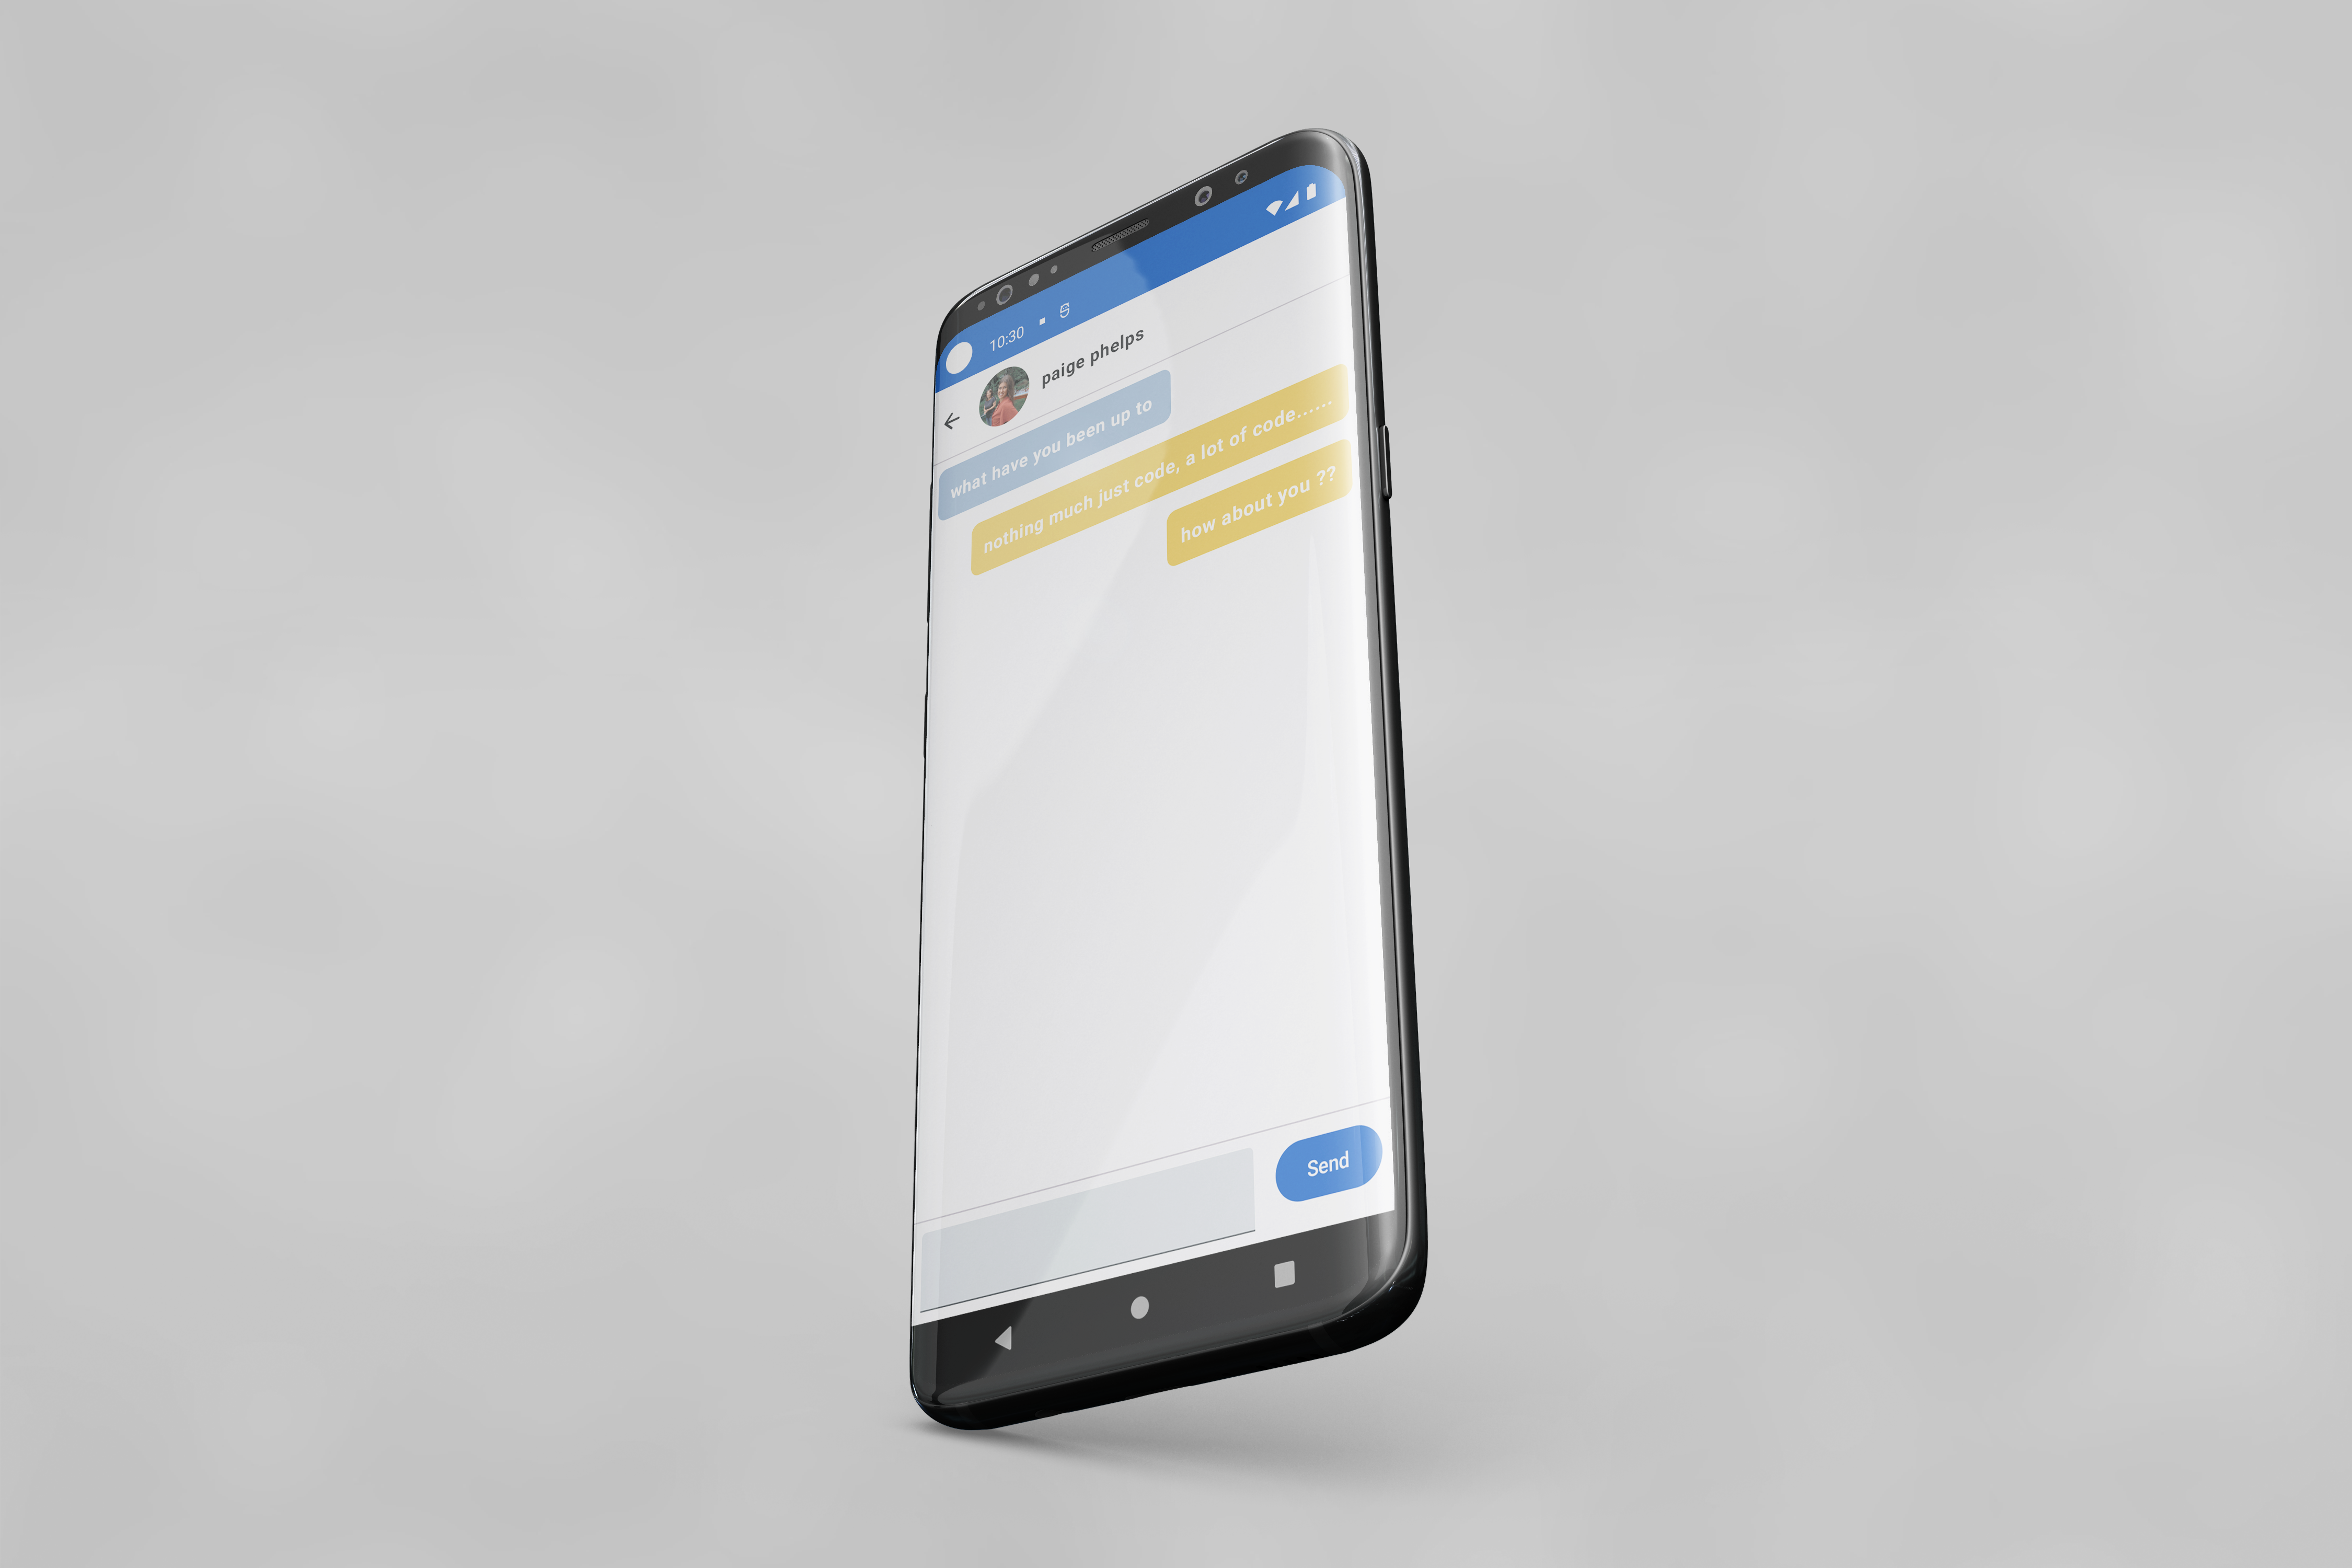 10:30
paige phelps
what have you been up to
nothing much just code, a lot of code......
how about you ??
Send